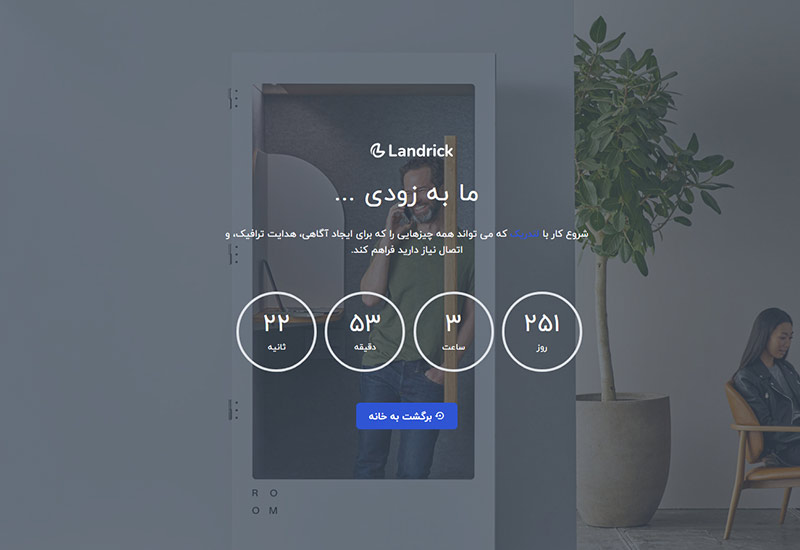 Landrick
ما به زودی ...
شروع کار با لندریک که می تواند همه چیزهایی را که برای ایجاد آگاهی، هدایت ترافیک، و
اتصال نیاز دارید فراهم کند.
۲۵۱
روز
۳
ساعت
۵۳
دقیقه
۲۲
ثانیه
برگشت به خانه
R O
O M